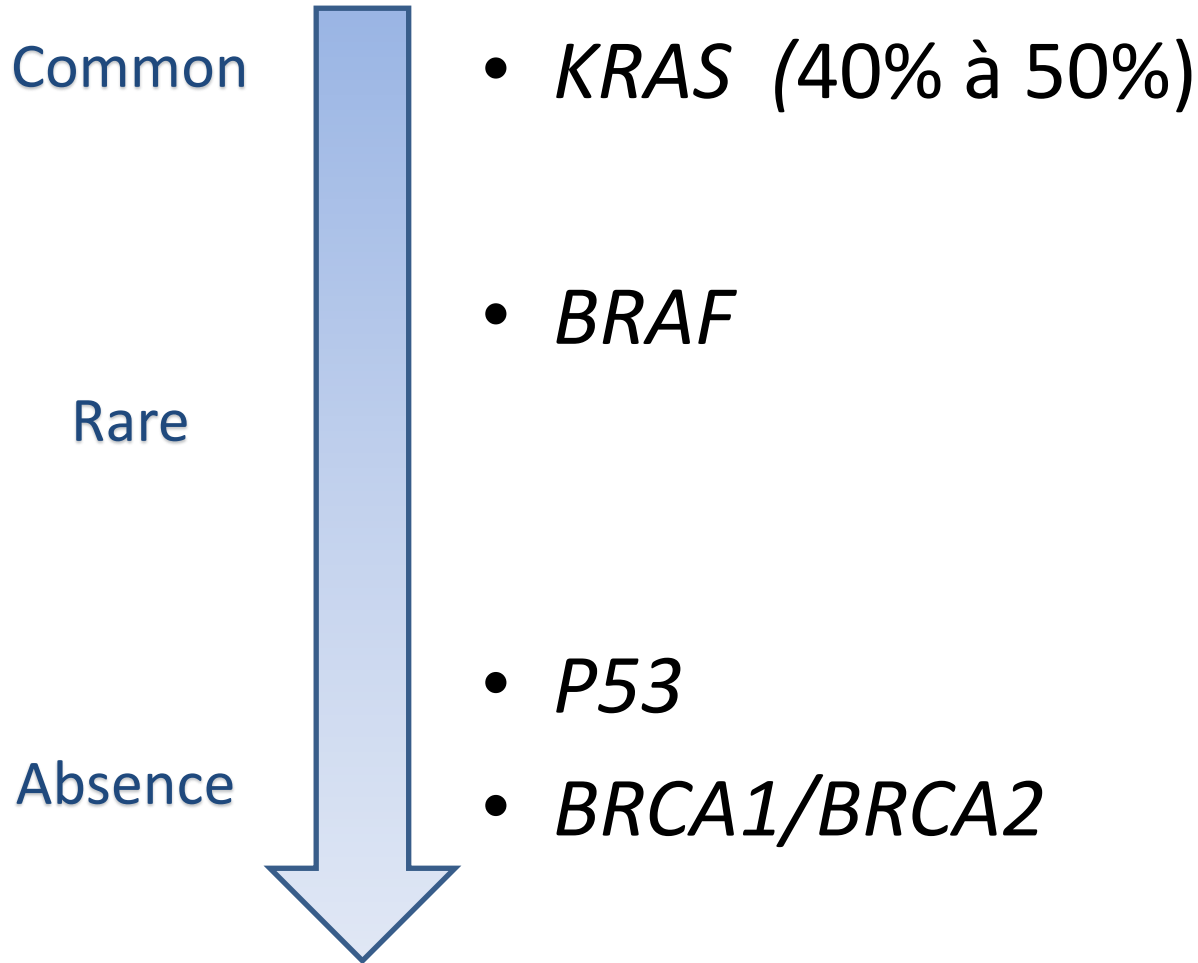 Common
• KRAS (40% à 50%)
• BRAF
Rare
• P53
Absence
• BRCA1/BRCA2